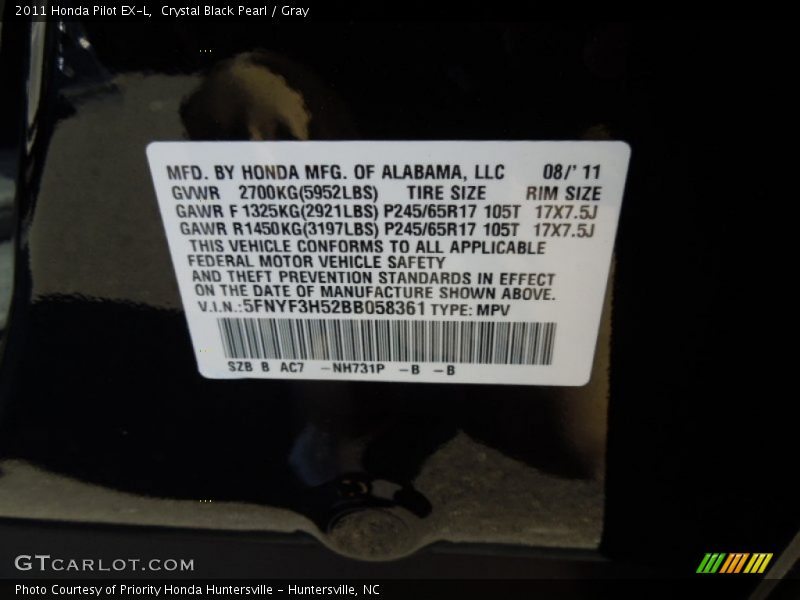 2011 Honda Pilot EX-L, Crystal Black Pearl / Gray
MFD. BY HONDA MFG. OF ALABAMA, LLC 08/' 11
GVWR 2700KG(5952LBS) TIRE SIZE RIM SIZE
GAWR F 1325KG(2921LBS) P245/65R17 105T 17X7.5J
GAWR R1450KG(3197LBS) P245/65R17 105T 17X7.5J
THIS VEHICLE CONFORMS TO ALL APPLICABLE
FEDERAL MOTOR VEHICLE SAFETY
AND THEFT PREVENTION STANDARDS IN EFFECT
ON THE DATE OF MANUFACTURE SHOWN ABOVE.
V.I.N.:5FNYF3H52BB058361 TYPE: MPV
SZB B AC7 -NH731P -B -B
GTCARLOT.COM
Photo Courtesy of Priority Honda Huntersville - Huntersville, NC